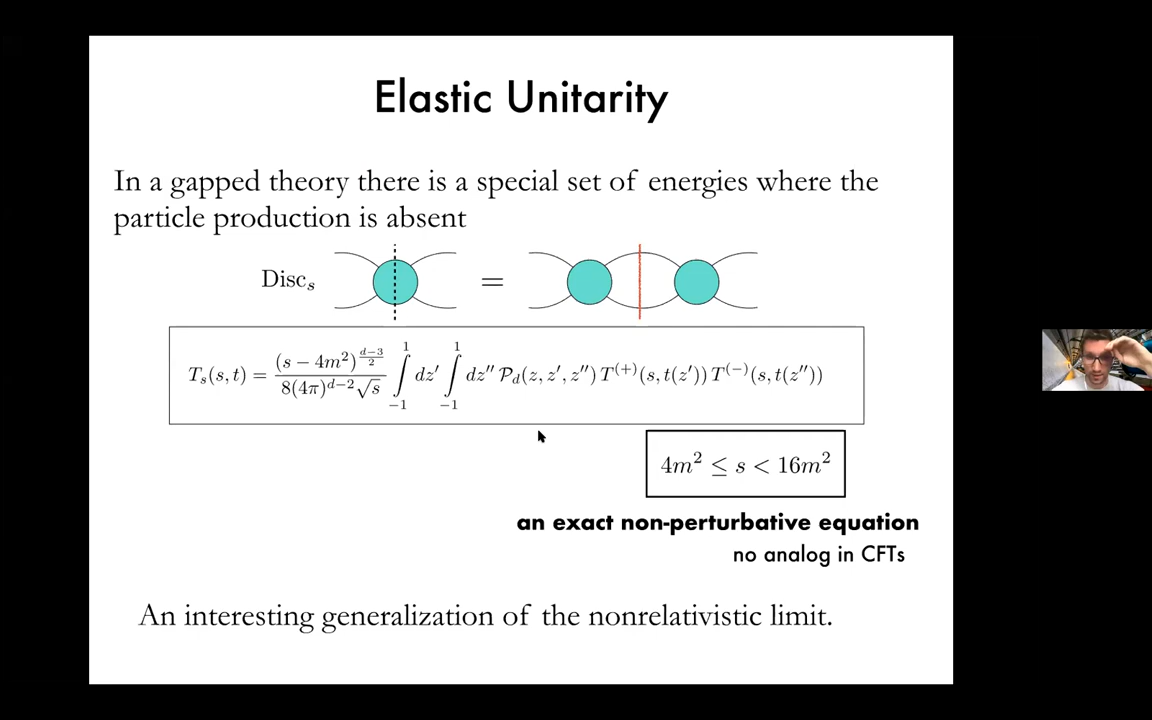 Elastic Unitarity
In a gapped theory there is a special set of energies where the
particle production is absent
Disc_s =
T_s(s,t) = \frac{(s-4m^2)^{\frac{d-3}{2}}}{8(4\pi)^{d-2}\sqrt{s}} \int_{-1}^{1} dz' \int_{-1}^{1} dz'' \mathcal{P}_d(z,z',z'') T^{(+)}(s,t(z')) T^{(-)}(s,t(z''))
4m^2 \leq s < 16m^2
an exact non-perturbative equation
no analog in CFTs
An interesting generalization of the nonrelativistic limit.